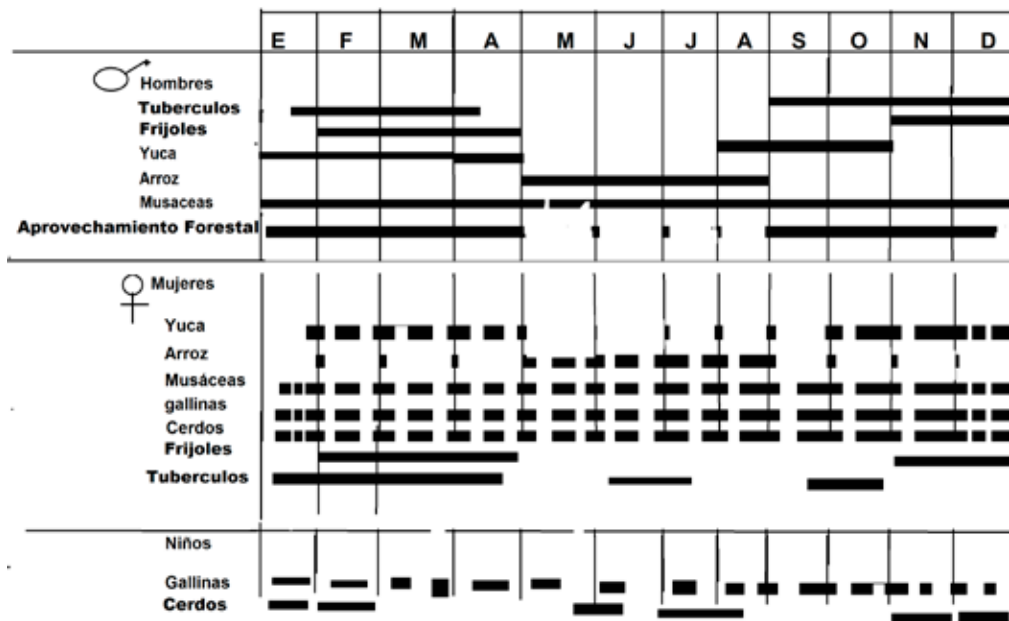 E F M A M J J A S O N D
Hombres
Tuberculos
Frijoles
Yuca
Arroz
Musaceas
Aprovechamiento Forestal
Mujeres
Yuca
Arroz
Musáceas
gallinas
Cerdos
Frijoles
Tuberculos
Niños
Gallinas
Cerdos